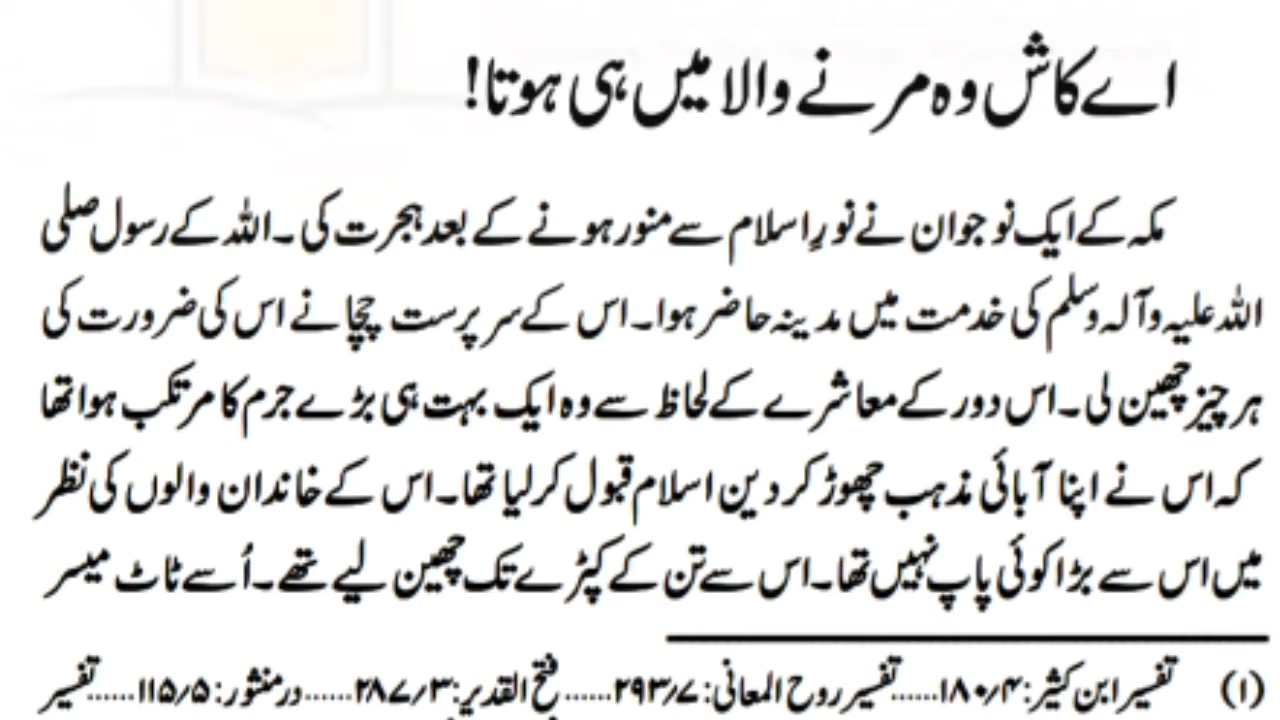 اے کاش وہ مرنے والا میں ہی ہوتا!
مکہ کے ایک نوجوان نے نورِ اسلام سے منور ہونے کے بعد ہجرت کی۔ اللہ کے رسول صلی
اللہ علیہ وآلہ وسلم کی خدمت میں مدینہ حاضر ہوا۔ اس کے سرپرست چچا نے اس کی ضرورت کی
ہر چیز چھین لی۔ اس دور کے معاشرے کے لحاظ سے وہ ایک بہت ہی بڑے جرم کا مرتکب ہوا تھا
کہ اس نے اپنا آبائی مذہب چھوڑ کر دین اسلام قبول کرلیا تھا۔ اس کے خاندان والوں کی نظر
میں اس سے بڑا کوئی پاپ نہیں تھا۔ اس سے تن کے کپڑے تک چھین لیے تھے۔ اُسے ٹاٹ میسر
(۱) تفسیر ابن کثیر: ۱۸۰/۴......تفسیر روح المعانی: ۲۹۳/۷......فتح القدیر: ۲۸۷/۳......درمنثور: ۱۱۵/۵......تفسیر